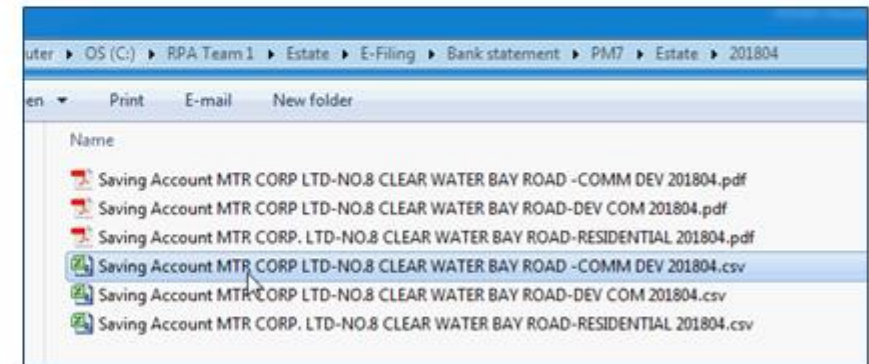 uter ▸ OS (C:) ▸ RPA Team 1 ▸ Estate ▸ E-Filing ▸ Bank statement ▸ PM7 ▸ Estate ▸ 201804
en ▾ Print E-mail New folder
Name
Saving Account MTR CORP LTD-NO.8 CLEAR WATER BAY ROAD -COMM DEV 201804.pdf
Saving Account MTR CORP LTD-NO.8 CLEAR WATER BAY ROAD-DEV COM 201804.pdf
Saving Account MTR CORP. LTD-NO.8 CLEAR WATER BAY ROAD-RESIDENTIAL 201804.pdf
Saving Account MTR CORP LTD-NO.8 CLEAR WATER BAY ROAD -COMM DEV 201804.csv
Saving Account MTR CORP LTD-NO.8 CLEAR WATER BAY ROAD-DEV COM 201804.csv
Saving Account MTR CORP. LTD-NO.8 CLEAR WATER BAY ROAD-RESIDENTIAL 201804.csv